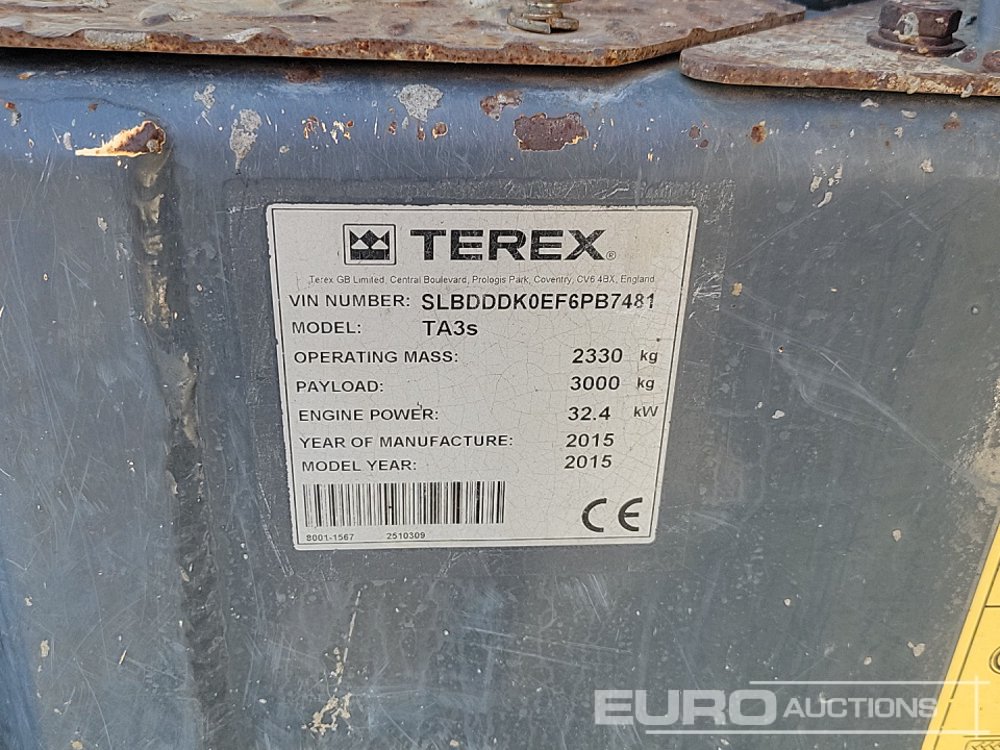 TEREX®
Terex GB Limited, Central Boulevard, Prologis Park, Coventry, CV6 4BX, England
VIN NUMBER: SLBDDDK0EF6PB7481
MODEL: TA3s
OPERATING MASS: 2330 kg
PAYLOAD: 3000 kg
ENGINE POWER: 32.4 kW
YEAR OF MANUFACTURE: 2015
MODEL YEAR: 2015
8001-1567 2510309
CE
EURO AUCTIONS